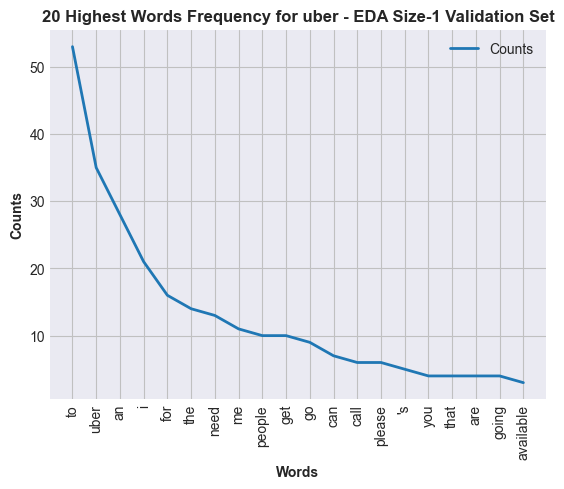 20 Highest Words Frequency for uber - EDA Size-1 Validation Set
Counts
50
40
30
20
10
Counts
to
uber
an
i
for
the
need
me
people
get
go
can
call
please
's
you
that
are
going
available
Words